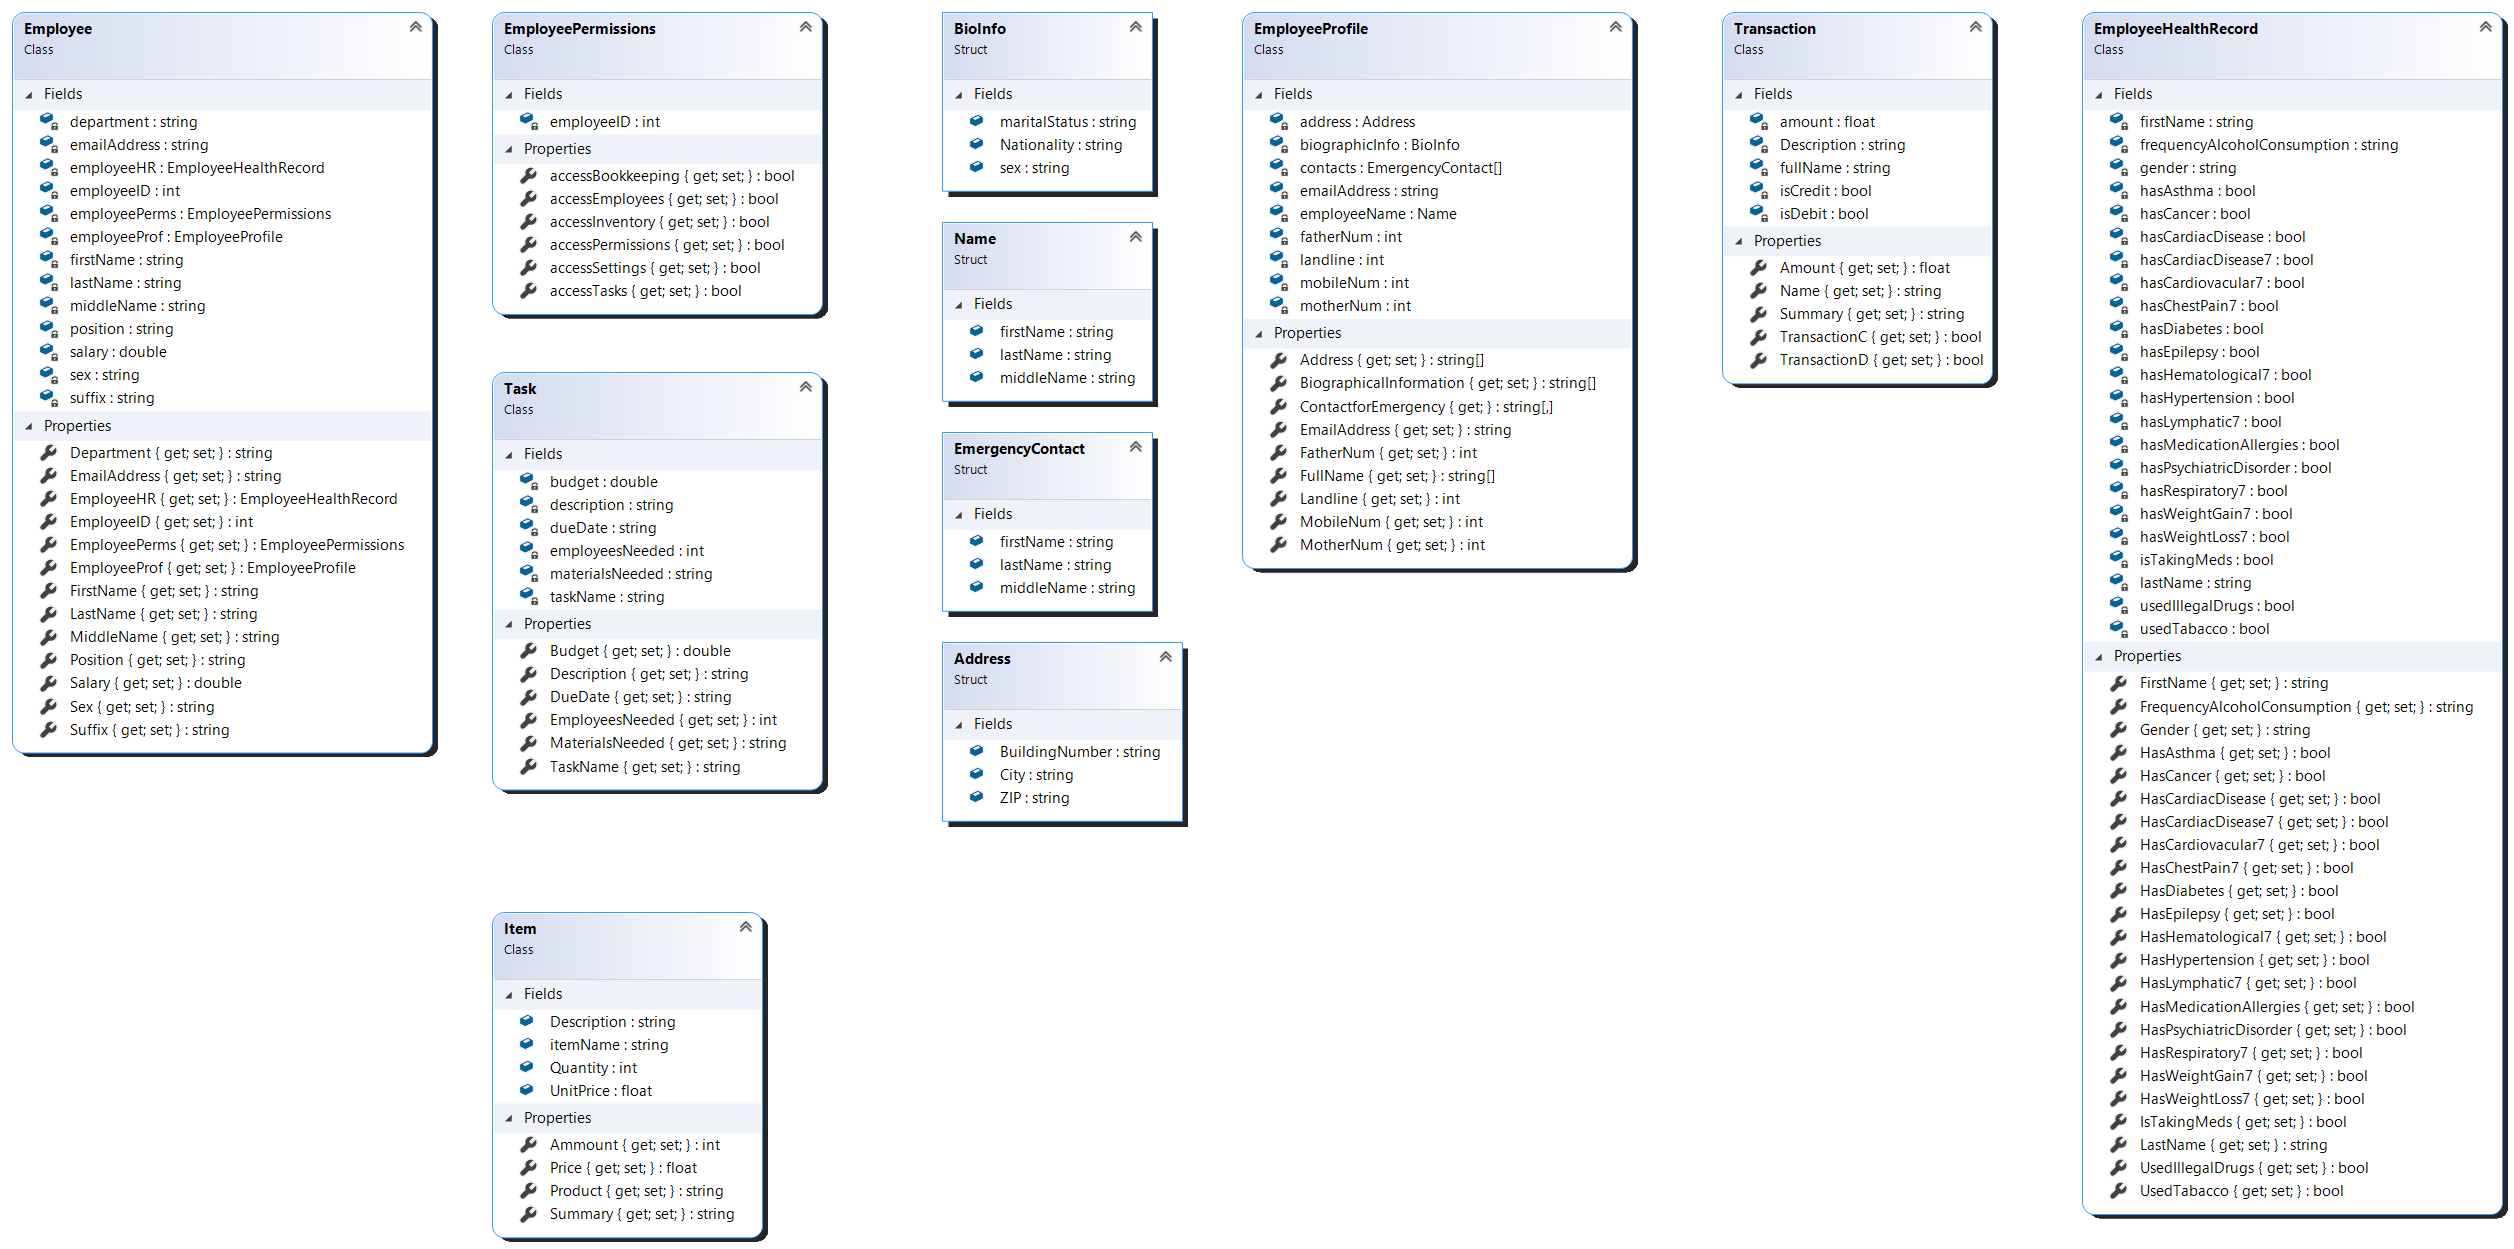 Employee
Class
Fields
department : string
emailAddress : string
employeeHR : EmployeeHealthRecord
employeeID : int
employeePerms : EmployeePermissions
employeeProf : EmployeeProfile
firstName : string
lastName : string
middleName : string
position : string
salary : double
sex : string
suffix : string
Properties
Department { get; set; } : string
EmailAddress { get; set; } : string
EmployeeHR { get; set; } : EmployeeHealthRecord
EmployeeID { get; set; } : int
EmployeePerms { get; set; } : EmployeePermissions
EmployeeProf { get; set; } : EmployeeProfile
FirstName { get; set; } : string
LastName { get; set; } : string
MiddleName { get; set; } : string
Position { get; set; } : string
Salary { get; set; } : double
Sex { get; set; } : string
Suffix { get; set; } : string
EmployeePermissions
Class
Fields
employeeID : int
Properties
accessBookkeeping { get; set; } : bool
accessEmployees { get; set; } : bool
accessInventory { get; set; } : bool
accessPermissions { get; set; } : bool
accessSettings { get; set; } : bool
accessTasks { get; set; } : bool
Task
Class
Fields
budget : double
description : string
dueDate : string
employeesNeeded : int
materialsNeeded : string
taskName : string
Properties
Budget { get; set; } : double
Description { get; set; } : string
DueDate { get; set; } : string
EmployeesNeeded { get; set; } : int
MaterialsNeeded { get; set; } : string
TaskName { get; set; } : string
Item
Class
Fields
Description : string
itemName : string
Quantity : int
UnitPrice : float
Properties
Ammount { get; set; } : int
Price { get; set; } : float
Product { get; set; } : string
Summary { get; set; } : string
BioInfo
Struct
Fields
maritalStatus : string
Nationality : string
sex : string
Name
Struct
Fields
firstName : string
lastName : string
middleName : string
EmergencyContact
Struct
Fields
firstName : string
lastName : string
middleName : string
Address
Struct
Fields
BuildingNumber : string
City : string
ZIP : string
EmployeeProfile
Class
Fields
address : Address
biographicInfo : BioInfo
contacts : EmergencyContact[]
emailAddress : string
employeeName : Name
fatherNum : int
landline : int
mobileNum : int
motherNum : int
Properties
Address { get; set; } : string[]
BiographicalInformation { get; set; } : string[]
ContactforEmergency { get; } : string[,]
EmailAddress { get; set; } : string
FatherNum { get; set; } : int
FullName { get; set; } : string[]
Landline { get; set; } : int
MobileNum { get; set; } : int
MotherNum { get; set; } : int
Transaction
Class
Fields
amount : float
Description : string
fullName : string
isCredit : bool
isDebit : bool
Properties
Amount { get; set; } : float
Name { get; set; } : string
Summary { get; set; } : string
TransactionC { get; set; } : bool
TransactionD { get; set; } : bool
EmployeeHealthRecord
Class
Fields
firstName : string
frequencyAlcoholConsumption : string
gender : string
hasAsthma : bool
hasCancer : bool
hasCardiacDisease : bool
hasCardiacDisease7 : bool
hasCardiovacular7 : bool
hasChestPain7 : bool
hasDiabetes : bool
hasEpilepsy : bool
hasHematological7 : bool
hasHypertension : bool
hasLymphatic7 : bool
hasMedicationAllergies : bool
hasPsychiatricDisorder : bool
hasRespiratory7 : bool
hasWeightGain7 : bool
hasWeightLoss7 : bool
isTakingMeds : bool
lastName : string
usedIllegalDrugs : bool
usedTabacco : bool
Properties
FirstName { get; set; } : string
FrequencyAlcoholConsumption { get; set; } : string
Gender { get; set; } : string
HasAsthma { get; set; } : bool
HasCancer { get; set; } : bool
HasCardiacDisease { get; set; } : bool
HasCardiacDisease7 { get; set; } : bool
HasCardiovacular7 { get; set; } : bool
HasChestPain7 { get; set; } : bool
HasDiabetes { get; set; } : bool
HasEpilepsy { get; set; } : bool
HasHematological7 { get; set; } : bool
HasHypertension { get; set; } : bool
HasLymphatic7 { get; set; } : bool
HasMedicationAllergies { get; set; } : bool
HasPsychiatricDisorder { get; set; } : bool
HasRespiratory7 { get; set; } : bool
HasWeightGain7 { get; set; } : bool
HasWeightLoss7 { get; set; } : bool
IsTakingMeds { get; set; } : bool
LastName { get; set; } : string
UsedIllegalDrugs { get; set; } : bool
UsedTabacco { get; set; } : bool